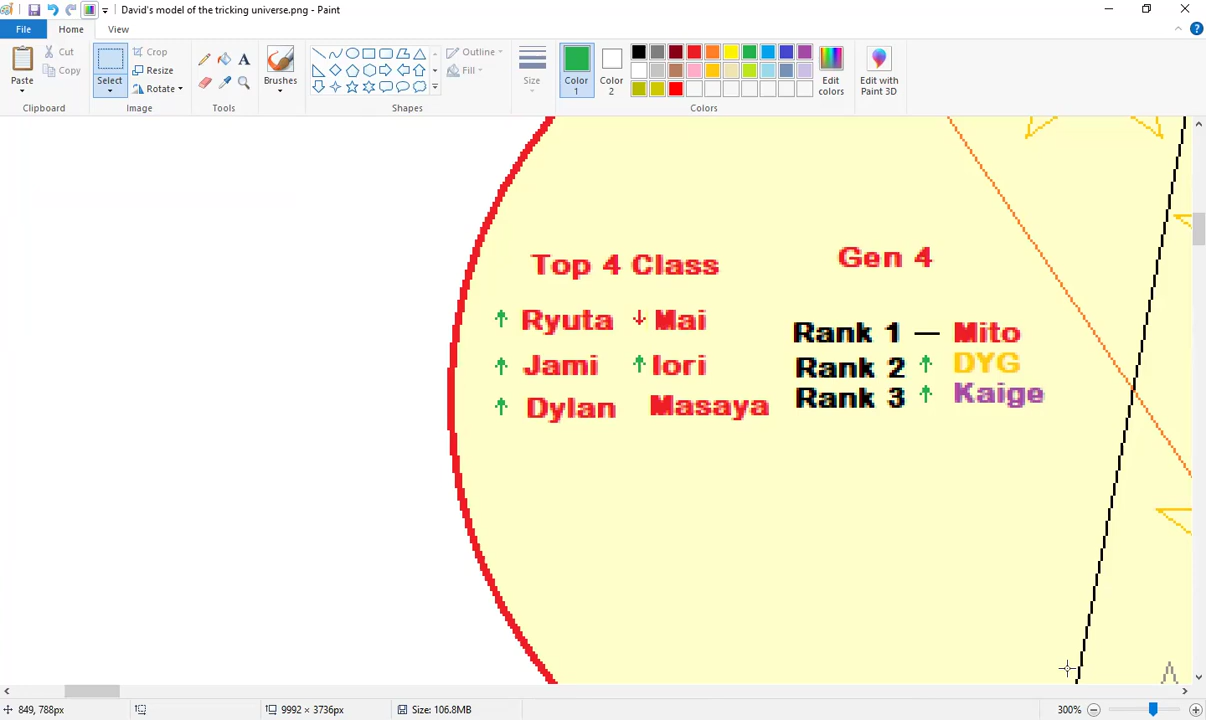 David's model of the tricking universe.png - Paint
File Home View
Paste
Cut
Copy
Clipboard
Select
Crop
Resize
Rotate
Image
Tools
Brushes
Shapes
Outline
Fill
Size
Color 1
Color 2
Colors
Edit colors
Edit with Paint 3D
Top 4 Class
Ryuta Mai
Jami Iori
Dylan Masaya
Gen 4
Rank 1 — Mito
Rank 2 DYG
Rank 3 Kaige
849, 788px 9992 × 3736px Size: 106.8MB 300%